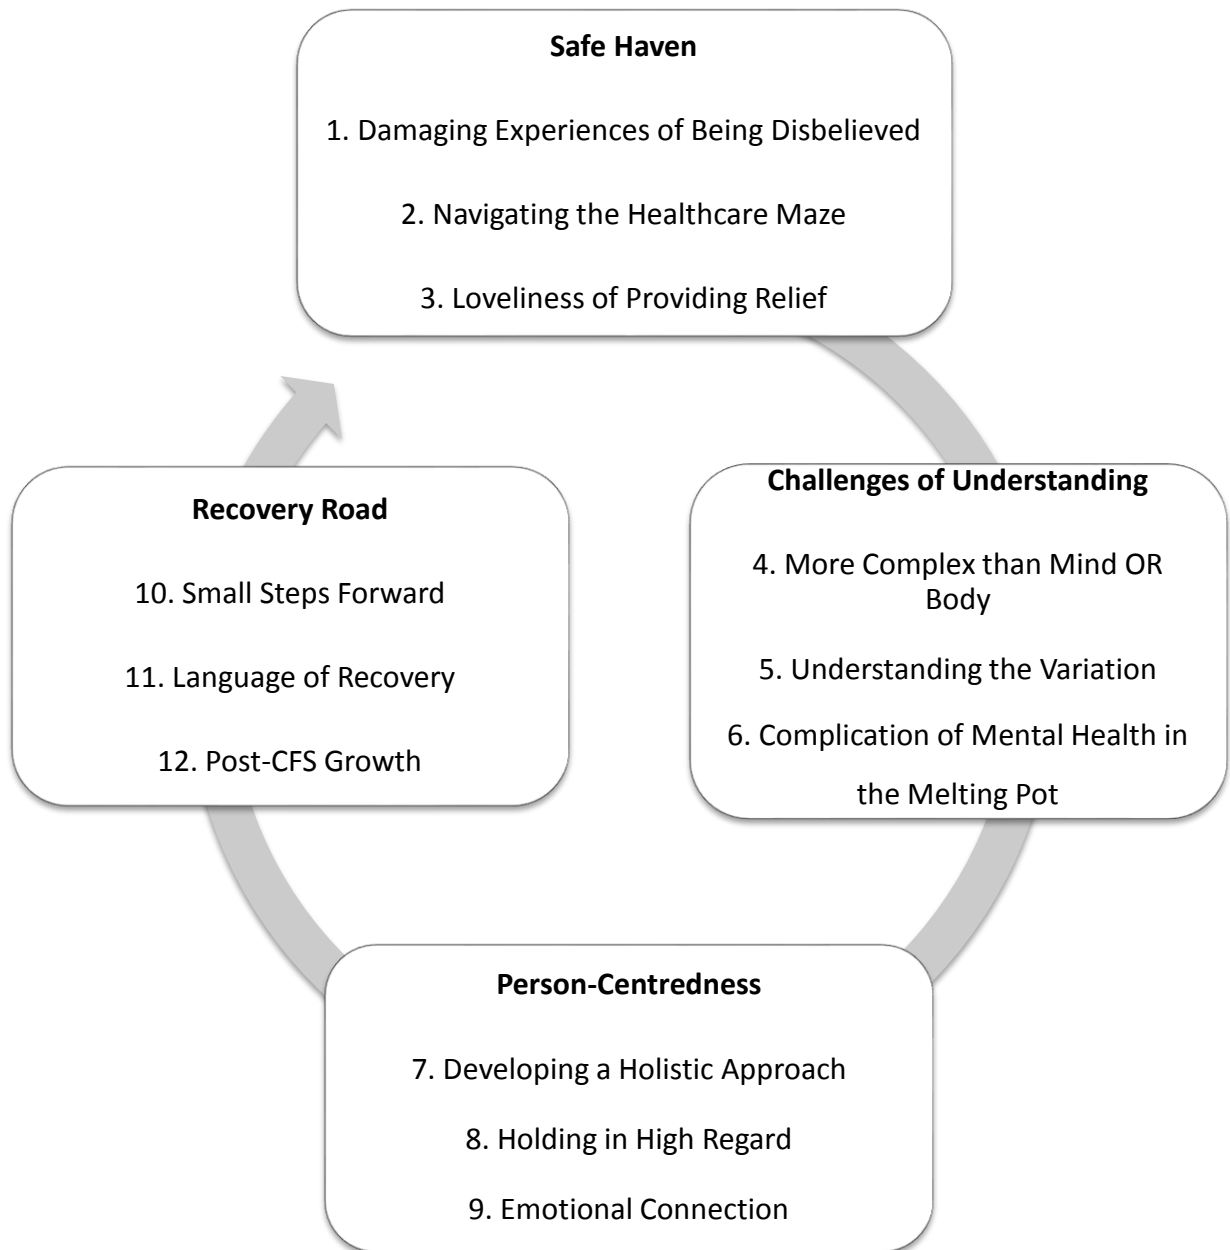 Safe Haven
1. Damaging Experiences of Being Disbelieved
2. Navigating the Healthcare Maze
3. Loveliness of Providing Relief
Challenges of Understanding
4. More Complex than Mind OR
Body
5. Understanding the Variation
6. Complication of Mental Health in
the Melting Pot
Person-Centredness
7. Developing a Holistic Approach
8. Holding in High Regard
9. Emotional Connection
Recovery Road
10. Small Steps Forward
11. Language of Recovery
12. Post-CFS Growth